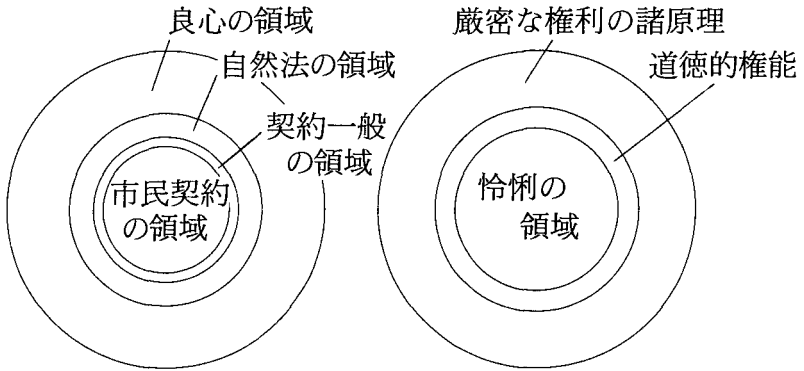 良心の領域
自然法の領域
契約一般
の領域
市民契約
の領域
厳密な権利の諸原理
道徳的権能
怜悧の
領域